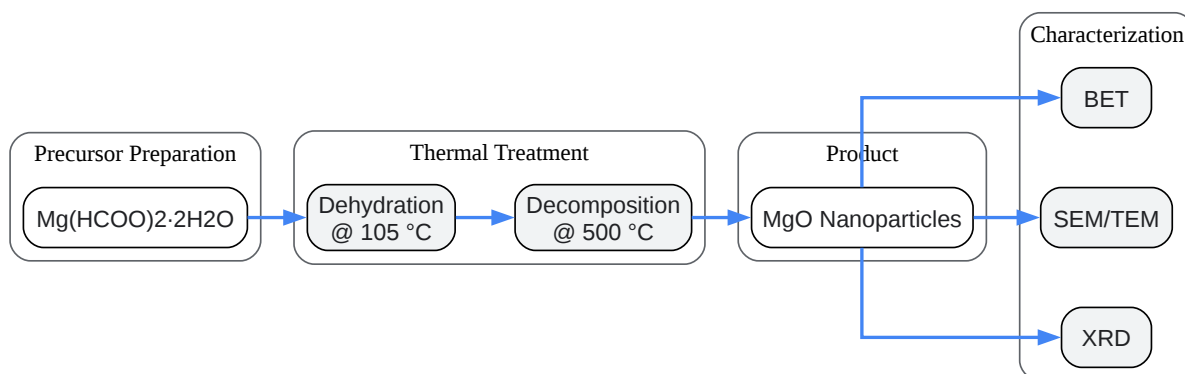 Precursor Preparation
Mg(HCOO)2·2H2O
Thermal Treatment
Dehydration
@ 105 °C
Decomposition
@ 500 °C
Product
MgO Nanoparticles
Characterization
BET
SEM/TEM
XRD